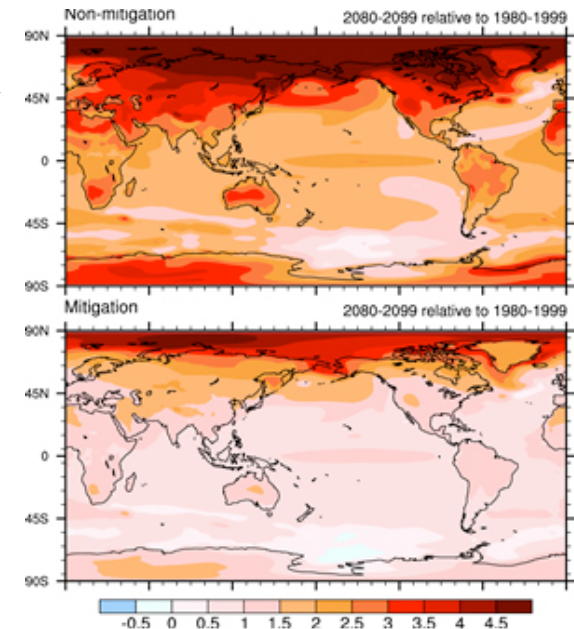 Non-mitigation
2080-2099 relative to 1980-1999
90N
45N
0
45S
90S
Mitigation
2080-2099 relative to 1980-1999
90N
45N
0
45S
90S
-0.5 0 0.5 1 1.5 2 2.5 3 3.5 4 4.5